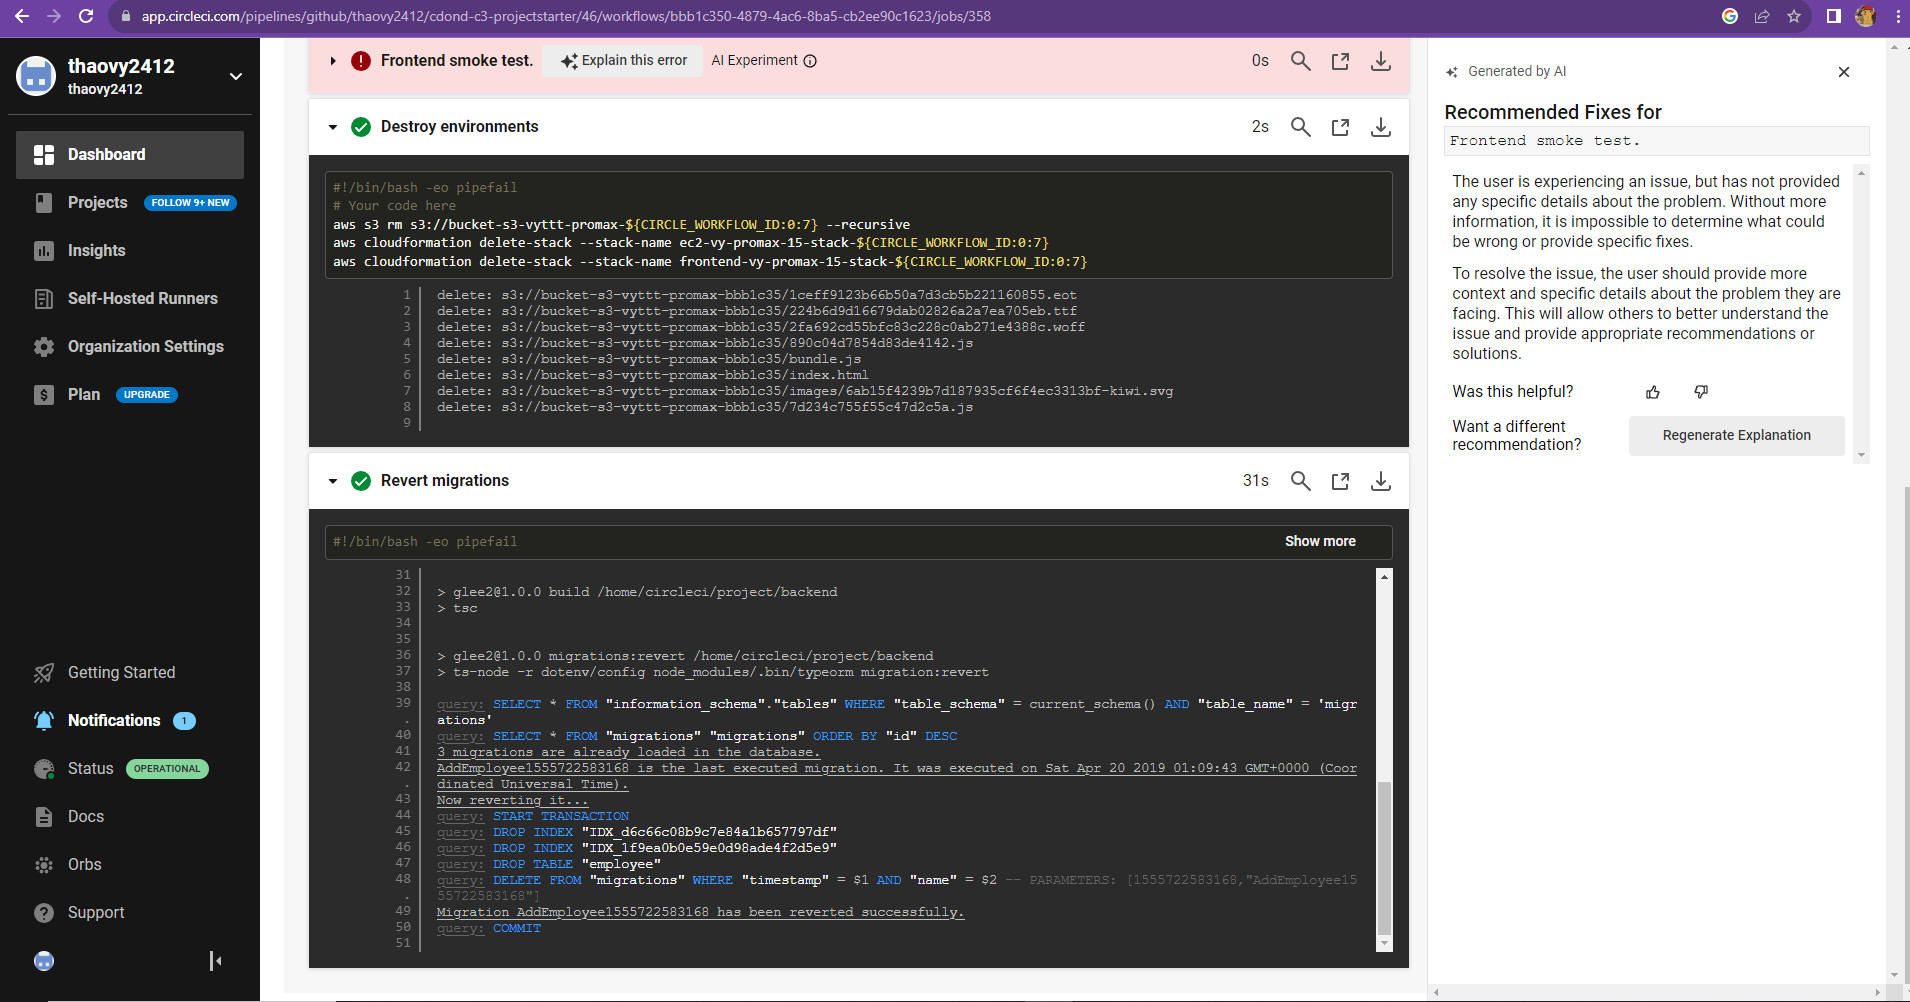 app.circleci.com/pipelines/github/thaovy2412/cdond-c3-projectstarter/46/workflows/bbb1c350-4879-4ac6-8ba5-cb2ee90c1623/jobs/358
thaovy2412
thaovy2412
Dashboard
Projects FOLLOW 9+ NEW
Insights
Self-Hosted Runners
Organization Settings
Plan UPGRADE
Getting Started
Notifications 1
Status OPERATIONAL
Docs
Orbs
Support
Frontend smoke test. Explain this error AI Experiment 0s
Destroy environments 2s
#!/bin/bash -eo pipefail
# Your code here
aws s3 rm s3://bucket-s3-vyttt-promax-${CIRCLE_WORKFLOW_ID:0:7} --recursive
aws cloudformation delete-stack --stack-name ec2-vy-promax-15-stack-${CIRCLE_WORKFLOW_ID:0:7}
aws cloudformation delete-stack --stack-name frontend-vy-promax-15-stack-${CIRCLE_WORKFLOW_ID:0:7}
1 delete: s3://bucket-s3-vyttt-promax-bbb1c35/1ceff9123b66b50a7d3cb5b221160855.eot
2 delete: s3://bucket-s3-vyttt-promax-bbb1c35/224b6d9d16679dab02826a2a7ea705eb.ttf
3 delete: s3://bucket-s3-vyttt-promax-bbb1c35/2fa692cd55bfc83c228c0ab271e4388c.woff
4 delete: s3://bucket-s3-vyttt-promax-bbb1c35/890c04d7854d83de4142.js
5 delete: s3://bucket-s3-vyttt-promax-bbb1c35/bundle.js
6 delete: s3://bucket-s3-vyttt-promax-bbb1c35/index.html
7 delete: s3://bucket-s3-vyttt-promax-bbb1c35/images/6ab15f4239b7d187935cf6f4ec3313bf-kiwi.svg
8 delete: s3://bucket-s3-vyttt-promax-bbb1c35/7d234c755f55c47d2c5a.js
9
Revert migrations 31s
#!/bin/bash -eo pipefail Show more
31
32 > glee2@1.0.0 build /home/circleci/project/backend
33 > tsc
34
35
36 > glee2@1.0.0 migrations:revert /home/circleci/project/backend
37 > ts-node -r dotenv/config node_modules/.bin/typeorm migration:revert
38
39 query: SELECT * FROM "information_schema"."tables" WHERE "table_schema" = current_schema() AND "table_name" = 'migr
. ations'
40 query: SELECT * FROM "migrations" "migrations" ORDER BY "id" DESC
41 3 migrations are already loaded in the database.
42 AddEmployee1555722583168 is the last executed migration. It was executed on Sat Apr 20 2019 01:09:43 GMT+0000 (Coor
. dinated Universal Time).
43 Now reverting it...
44 query: START TRANSACTION
45 query: DROP INDEX "IDX_d6c66c08b9c7e84a1b657797df"
46 query: DROP INDEX "IDX_1f9ea0b0e59e0d98ade4f2d5e9"
47 query: DROP TABLE "employee"
48 query: DELETE FROM "migrations" WHERE "timestamp" = $1 AND "name" = $2 -- PARAMETERS: [1555722583168,"AddEmployee15
. 55722583168"]
49 Migration AddEmployee1555722583168 has been reverted successfully.
50 query: COMMIT
51
Generated by AI
Recommended Fixes for
Frontend smoke test.
The user is experiencing an issue, but has not provided
any specific details about the problem. Without more
information, it is impossible to determine what could
be wrong or provide specific fixes.
To resolve the issue, the user should provide more
context and specific details about the problem they are
facing. This will allow others to better understand the
issue and provide appropriate recommendations or
solutions.
Was this helpful?
Want a different
recommendation?
Regenerate Explanation